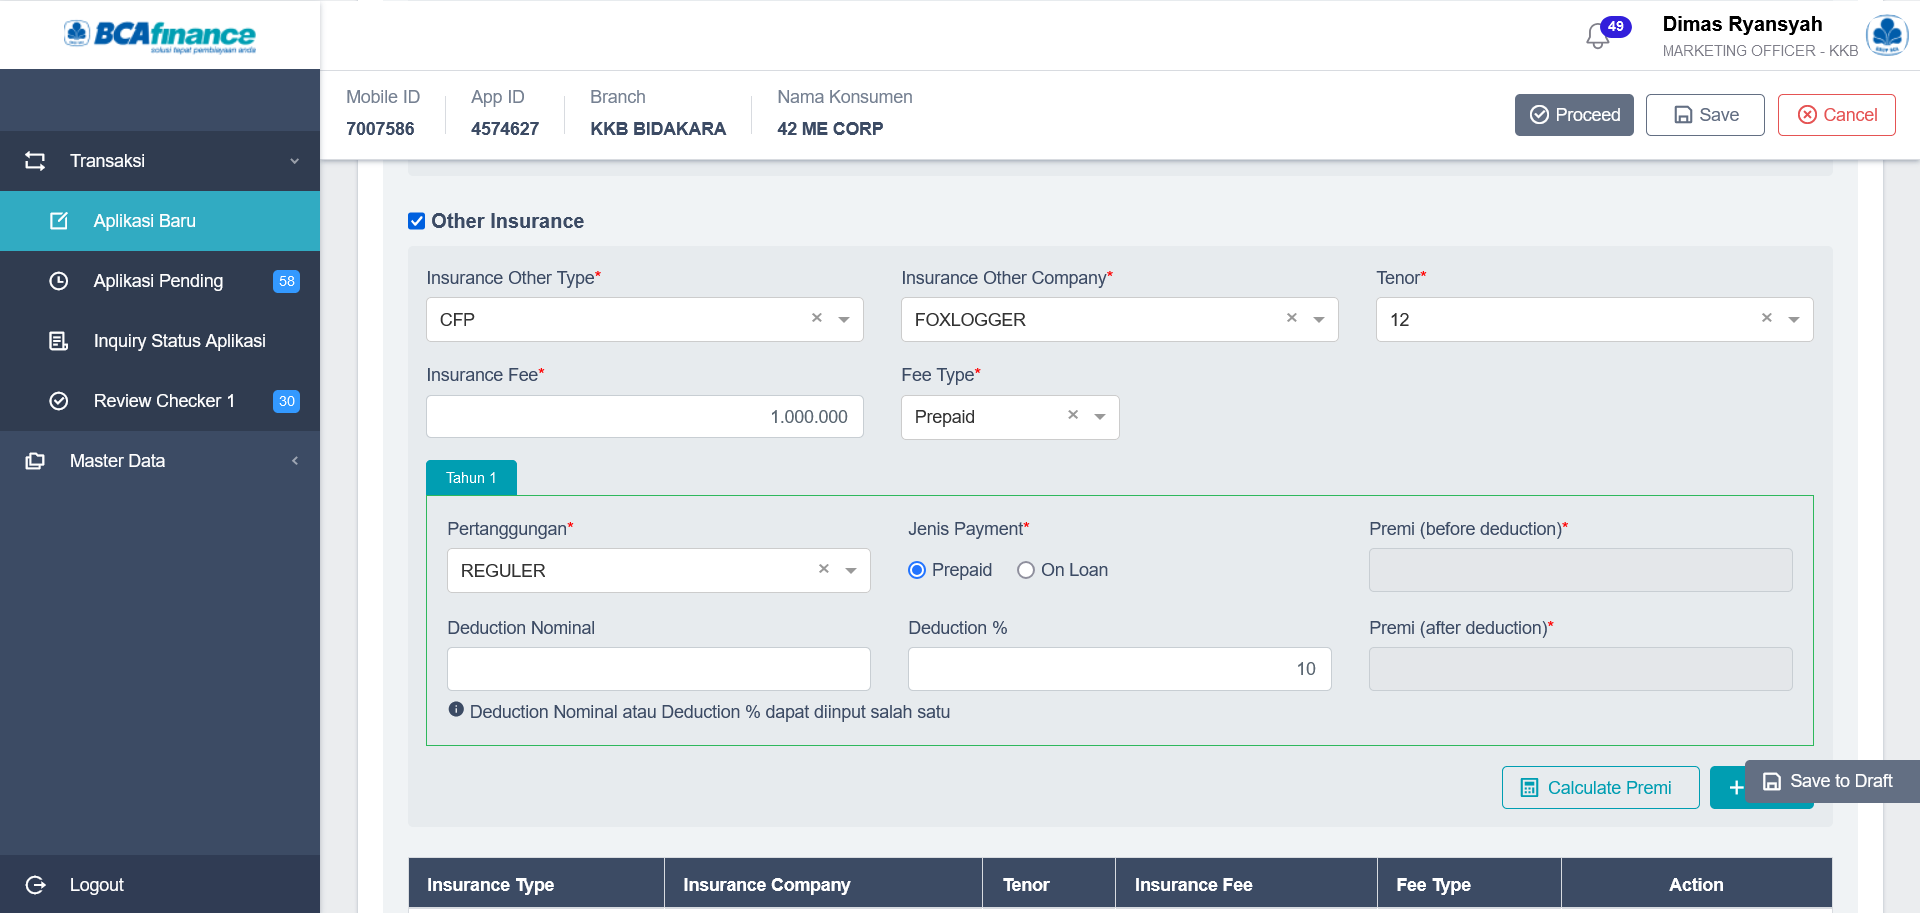 BCAfinance
solusi tepat pembiayaan anda
49
Dimas Ryansyah
MARKETING OFFICER - KKB
Mobile ID
7007586
App ID
4574627
Branch
KKB BIDAKARA
Nama Konsumen
42 ME CORP
Proceed
Save
Cancel
Transaksi
Aplikasi Baru
Aplikasi Pending
58
Inquiry Status Aplikasi
Review Checker 1
30
Master Data
Logout
Other Insurance
Insurance Other Type*
CFP
Insurance Other Company*
FOXLOGGER
Tenor*
12
Insurance Fee*
1.000.000
Fee Type*
Prepaid
Tahun 1
Pertanggungan*
REGULER
Jenis Payment*
Prepaid
On Loan
Premi (before deduction)*
Deduction Nominal
Deduction %
10
Premi (after deduction)*
Deduction Nominal atau Deduction % dapat diinput salah satu
Calculate Premi
+
Save to Draft
Insurance Type
Insurance Company
Tenor
Insurance Fee
Fee Type
Action